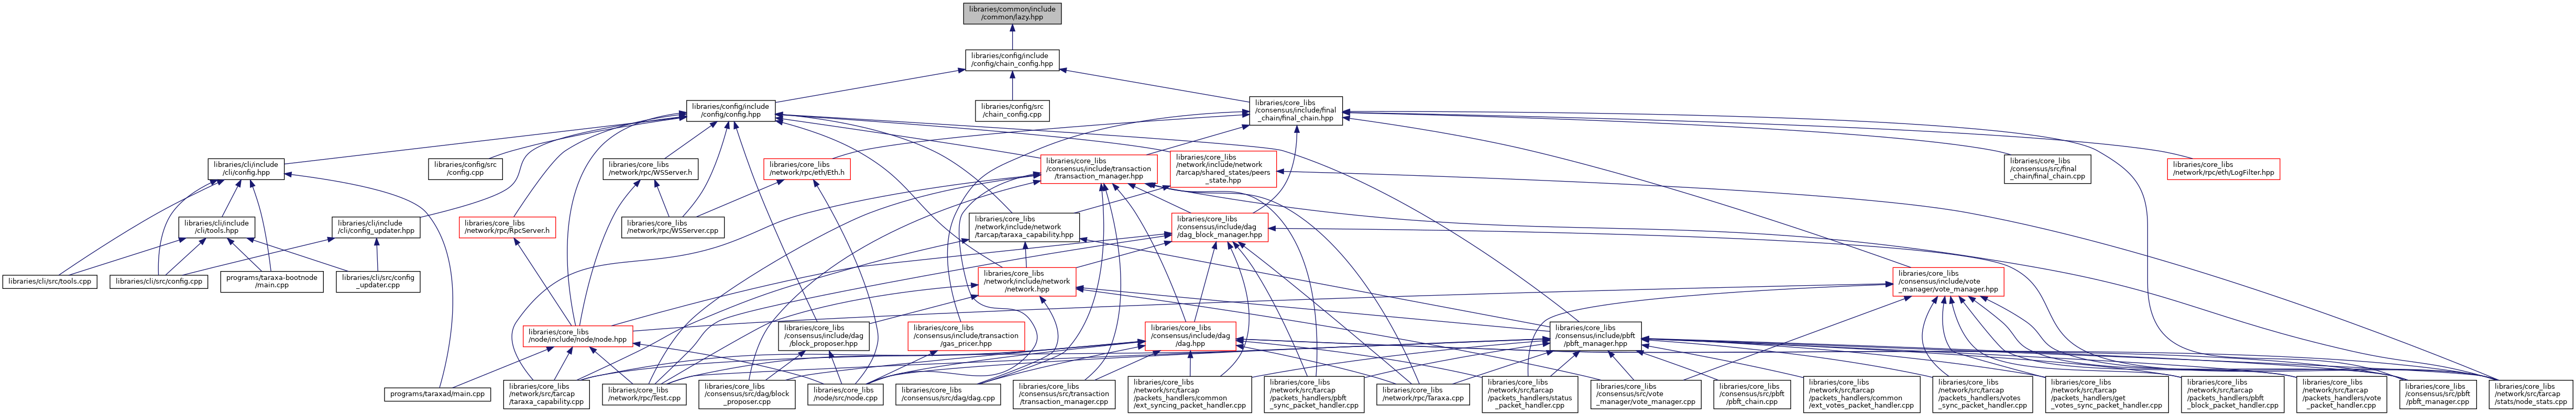 libraries/common/include
/common/lazy.hpp
libraries/config/include
/config/chain_config.hpp
libraries/config/include
/config/config.hpp
libraries/config/src
/chain_config.cpp
libraries/core_libs
/consensus/include/final
_chain/final_chain.hpp
libraries/cli/include
/cli/config.hpp
libraries/config/src
/config.cpp
libraries/core_libs
/network/rpc/WSServer.h
libraries/core_libs
/network/rpc/eth/Eth.h
libraries/core_libs
/consensus/include/transaction
/transaction_manager.hpp
libraries/core_libs
/network/include/network
/tarcap/shared_states/peers
_state.hpp
libraries/core_libs
/consensus/src/final
_chain/final_chain.cpp
libraries/core_libs
/network/rpc/eth/LogFilter.hpp
libraries/cli/include
/cli/tools.hpp
libraries/cli/include
/cli/config_updater.hpp
libraries/core_libs
/network/rpc/RpcServer.h
libraries/core_libs
/network/rpc/WSServer.cpp
libraries/core_libs
/network/include/network
/tarcap/taraxa_capability.hpp
libraries/core_libs
/consensus/include/dag
/dag_block_manager.hpp
libraries/cli/src/tools.cpp
libraries/cli/src/config.cpp
programs/taraxa-bootnode
/main.cpp
libraries/cli/src/config
_updater.cpp
libraries/core_libs
/network/include/network
/network.hpp
libraries/core_libs
/consensus/include/vote
_manager/vote_manager.hpp
libraries/core_libs
/node/include/node/node.hpp
libraries/core_libs
/consensus/include/dag
/block_proposer.hpp
libraries/core_libs
/consensus/include/transaction
/gas_pricer.hpp
libraries/core_libs
/consensus/include/dag
/dag.hpp
libraries/core_libs
/consensus/include/pbft
/pbft_manager.hpp
programs/taraxad/main.cpp
libraries/core_libs
/network/src/tarcap
/taraxa_capability.cpp
libraries/core_libs
/network/rpc/Test.cpp
libraries/core_libs
/consensus/src/dag/block
_proposer.cpp
libraries/core_libs
/node/src/node.cpp
libraries/core_libs
/consensus/src/dag/dag.cpp
libraries/core_libs
/consensus/src/transaction
/transaction_manager.cpp
libraries/core_libs
/network/src/tarcap
/packets_handlers/common
/ext_syncing_packet_handler.cpp
libraries/core_libs
/network/src/tarcap
/packets_handlers/pbft
_sync_packet_handler.cpp
libraries/core_libs
/network/rpc/Taraxa.cpp
libraries/core_libs
/network/src/tarcap
/packets_handlers/status
_packet_handler.cpp
libraries/core_libs
/consensus/src/vote
_manager/vote_manager.cpp
libraries/core_libs
/consensus/src/pbft
/pbft_chain.cpp
libraries/core_libs
/network/src/tarcap
/packets_handlers/common
/ext_votes_packet_handler.cpp
libraries/core_libs
/network/src/tarcap
/packets_handlers/votes
_sync_packet_handler.cpp
libraries/core_libs
/network/src/tarcap
/packets_handlers/get
_votes_sync_packet_handler.cpp
libraries/core_libs
/network/src/tarcap
/packets_handlers/pbft
_block_packet_handler.cpp
libraries/core_libs
/network/src/tarcap
/packets_handlers/vote
_packet_handler.cpp
libraries/core_libs
/consensus/src/pbft
/pbft_manager.cpp
libraries/core_libs
/network/src/tarcap
/stats/node_stats.cpp